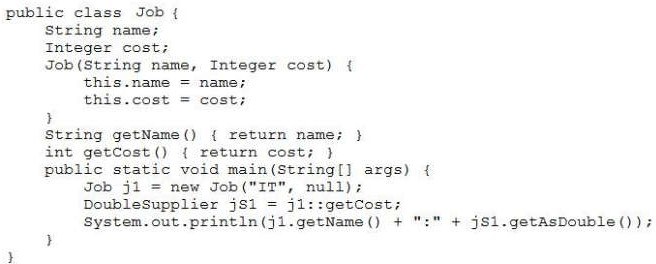 public class Job {
    String name;
    Integer cost;
    Job(String name, Integer cost) {
        this.name = name;
        this.cost = cost;
    }
    String getName() { return name; }
    int getCost() { return cost; }
    public static void main(String[] args) {
        Job j1 = new Job("IT", null);
        DoubleSupplier jS1 = j1::getCost;
        System.out.println(j1.getName() + ":" + jS1.getAsDouble());
    }
}